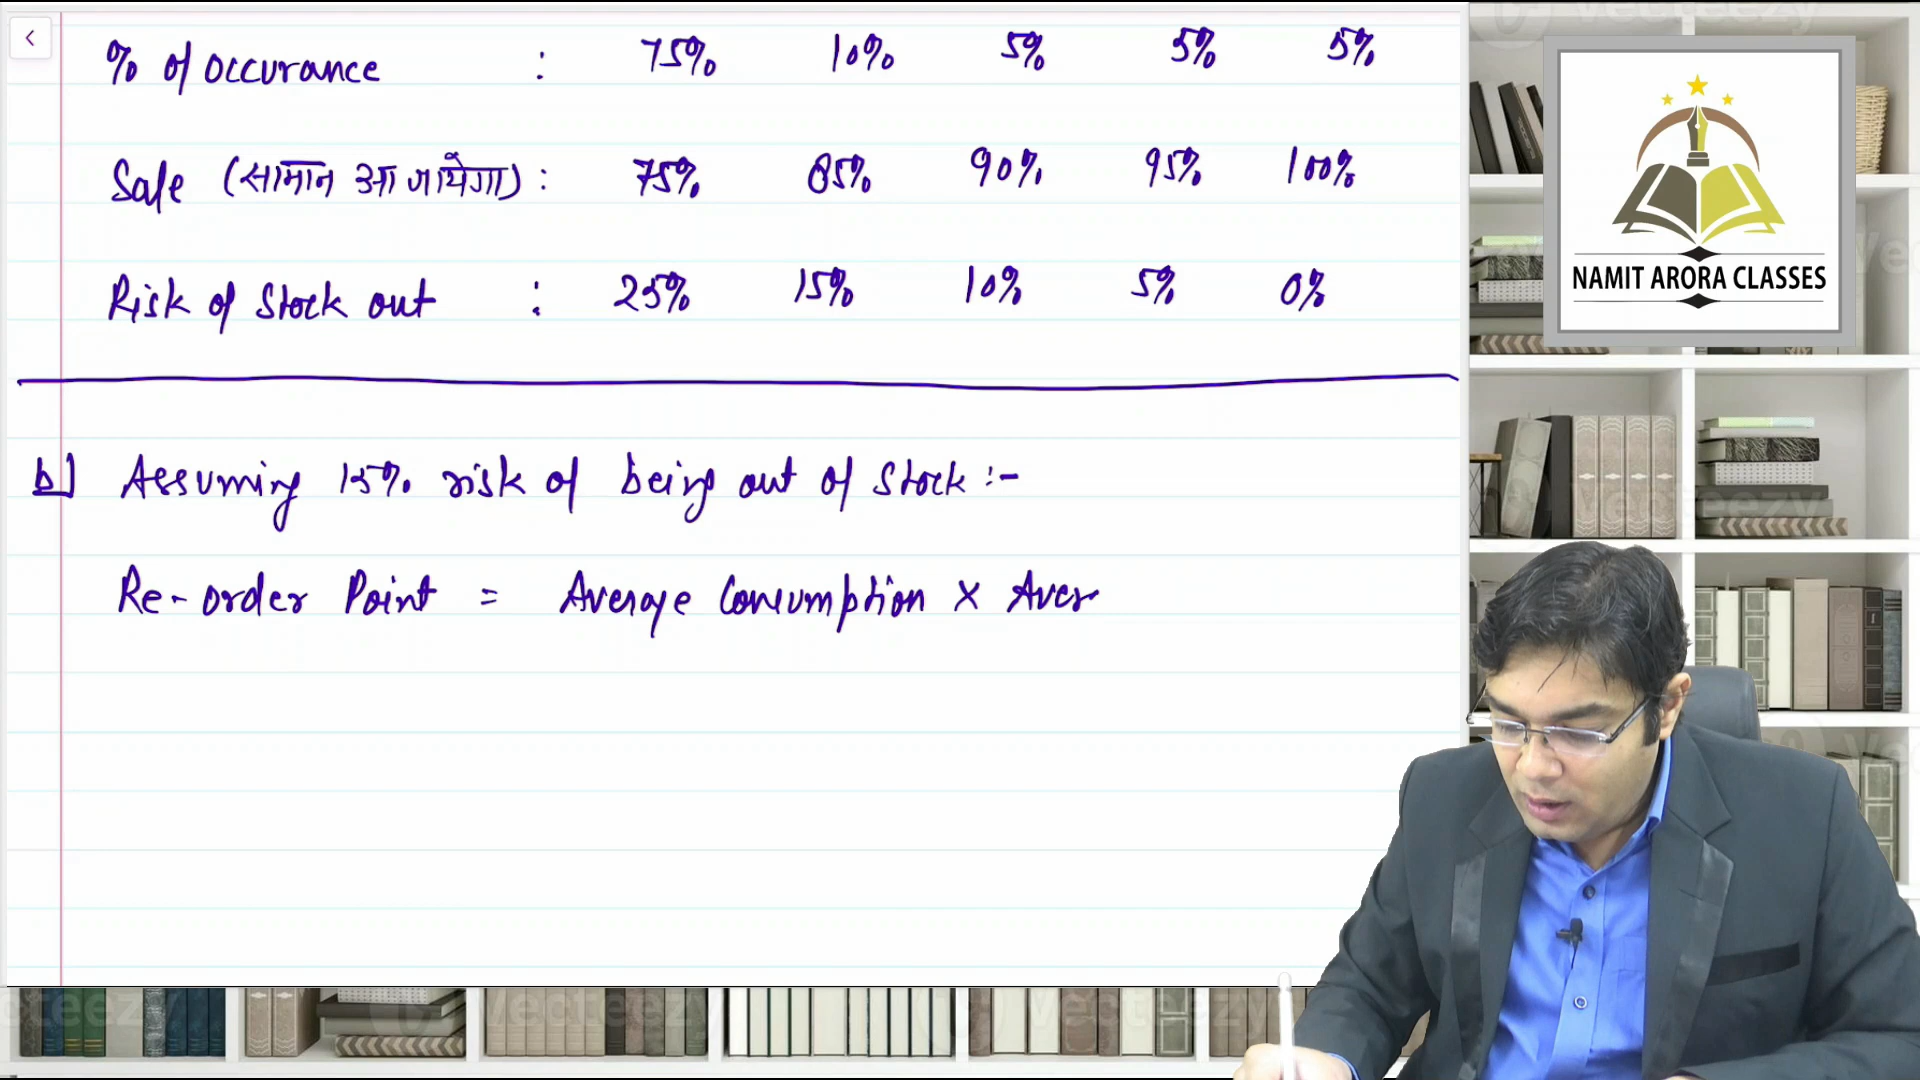 % of occurance : 75% 10% 5% 5% 5%
Safe (सामान आ जायेगा) : 75% 85% 90% 95% 100%
Risk of Stock out : 25% 15% 10% 5% 0%
b] Assuming 15% risk of being out of stock :-
Re-order Point = Average Consumption × Aver
NAMIT ARORA CLASSES
Vecteezy